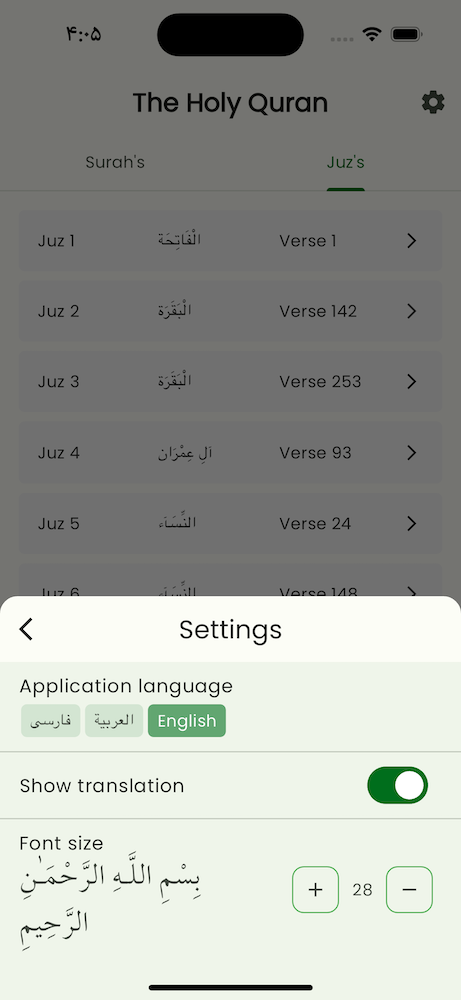 ۴:۰۵
The Holy Quran
Surah's Juz's
Juz 1 الْفَاتِحَة Verse 1
Juz 2 الْبَقَرَة Verse 142
Juz 3 الْبَقَرَة Verse 253
Juz 4 آلِ عِمْرَان Verse 93
Juz 5 النِّسَاء Verse 24
Juz 6 النِّسَاء Verse 148
Settings
Application language
فارسی العربية English
Show translation
Font size
بِسْمِ اللَّهِ الرَّحْمَٰنِ
الرَّحِيمِ
+ 28 −